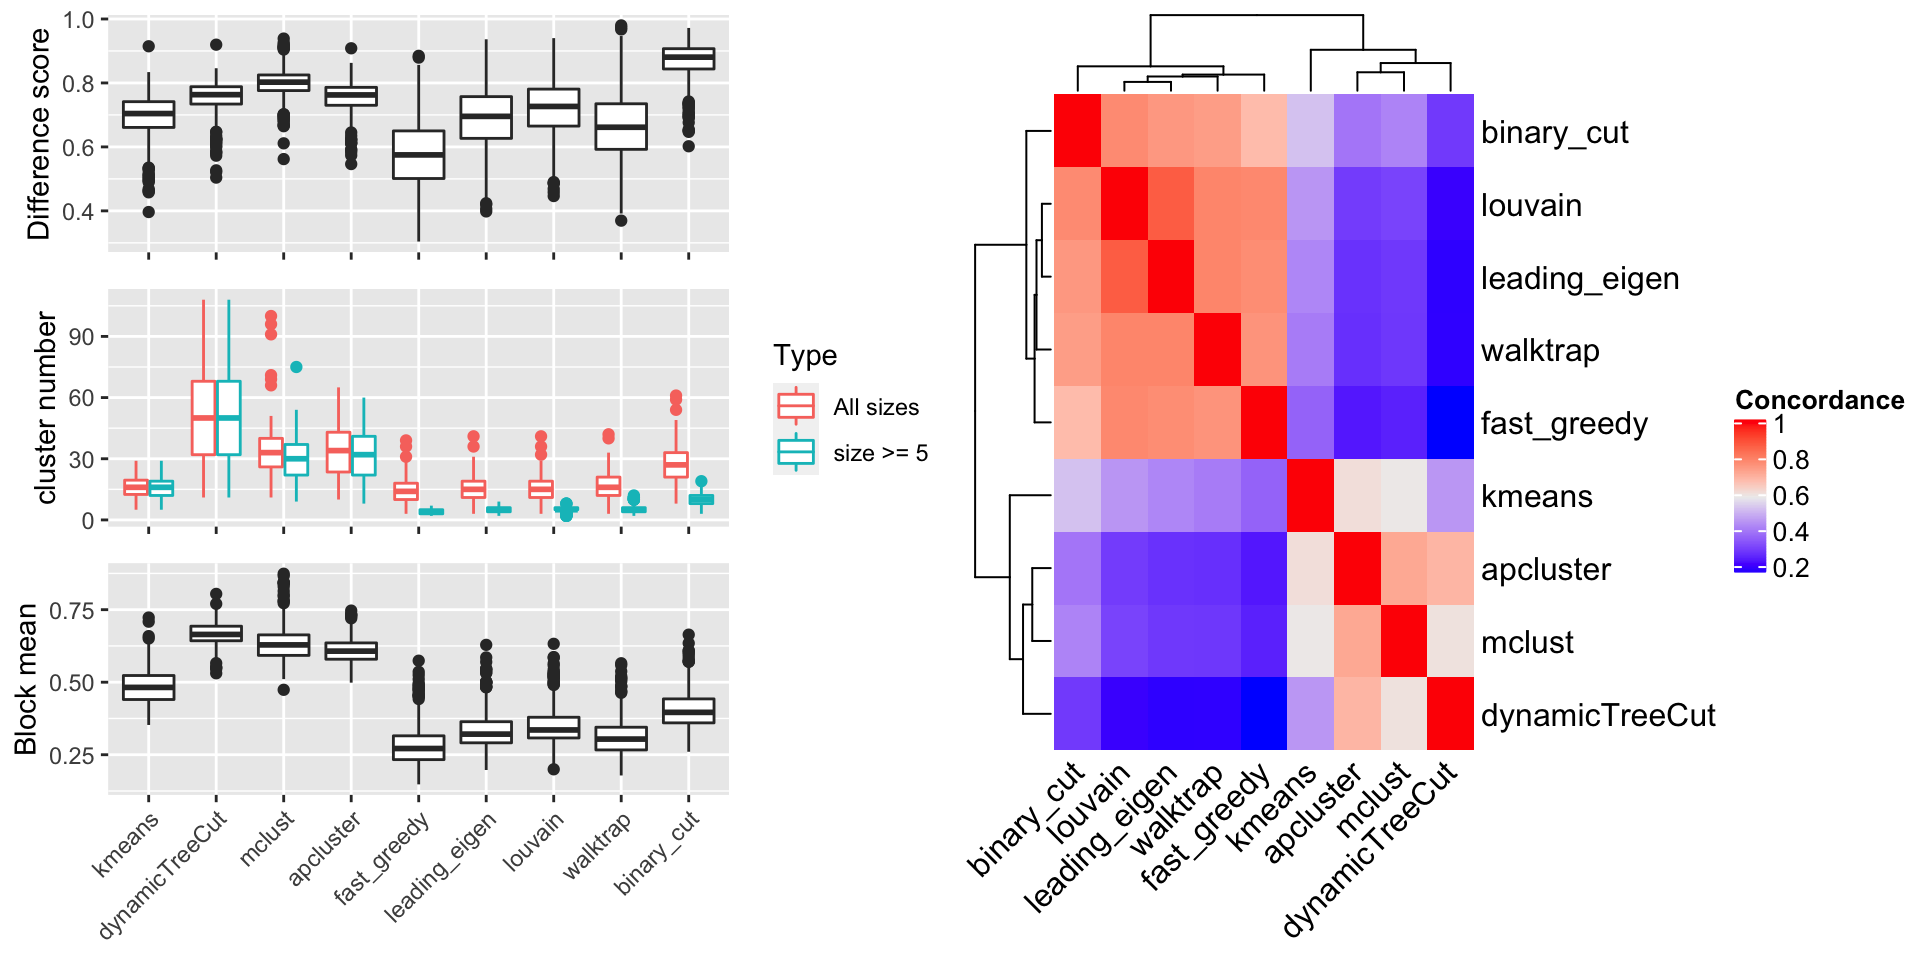 Difference score
1.0
0.8
0.6
0.4
cluster number
90
60
30
0
Block mean
0.75
0.50
0.25
kmeans
dynamicTreeCut
mclust
apcluster
fast_greedy
leading_eigen
louvain
walktrap
binary_cut
Type
All sizes
size >= 5
binary_cut
louvain
leading_eigen
walktrap
fast_greedy
kmeans
apcluster
mclust
dynamicTreeCut
binary_cut
louvain
leading_eigen
walktrap
fast_greedy
kmeans
apcluster
mclust
dynamicTreeCut
Concordance
1
0.8
0.6
0.4
0.2